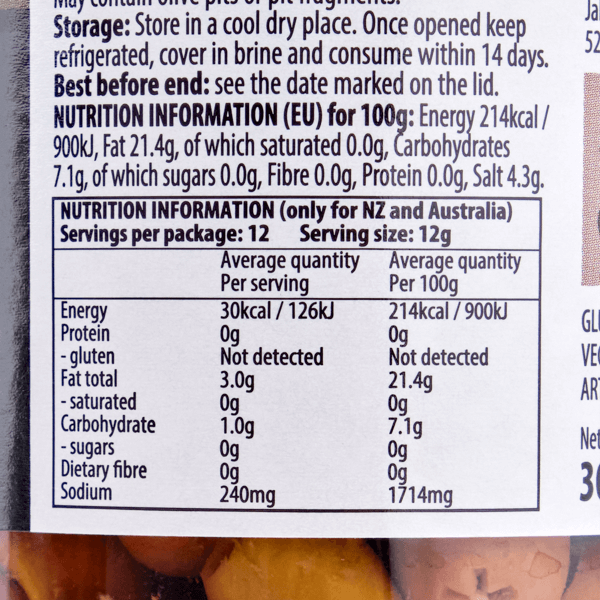 May contain olive pits or pit fragments.
Storage: Store in a cool dry place. Once opened keep
refrigerated, cover in brine and consume within 14 days.
Best before end: see the date marked on the lid.
NUTRITION INFORMATION (EU) for 100g: Energy 214kcal /
900kJ, Fat 21.4g, of which saturated 0.0g, Carbohydrates
7.1g, of which sugars 0.0g, Fibre 0.0g, Protein 0.0g, Salt 4.3g.
NUTRITION INFORMATION (only for NZ and Australia)
Servings per package: 12 Serving size: 12g
Average quantity Average quantity
Per serving Per 100g
Energy 30kcal / 126kJ 214kcal / 900kJ
Protein 0g 0g
- gluten Not detected Not detected
Fat total 3.0g 21.4g
- saturated 0g 0g
Carbohydrate 1.0g 7.1g
- sugars 0g 0g
Dietary fibre 0g 0g
Sodium 240mg 1714mg
52
Net